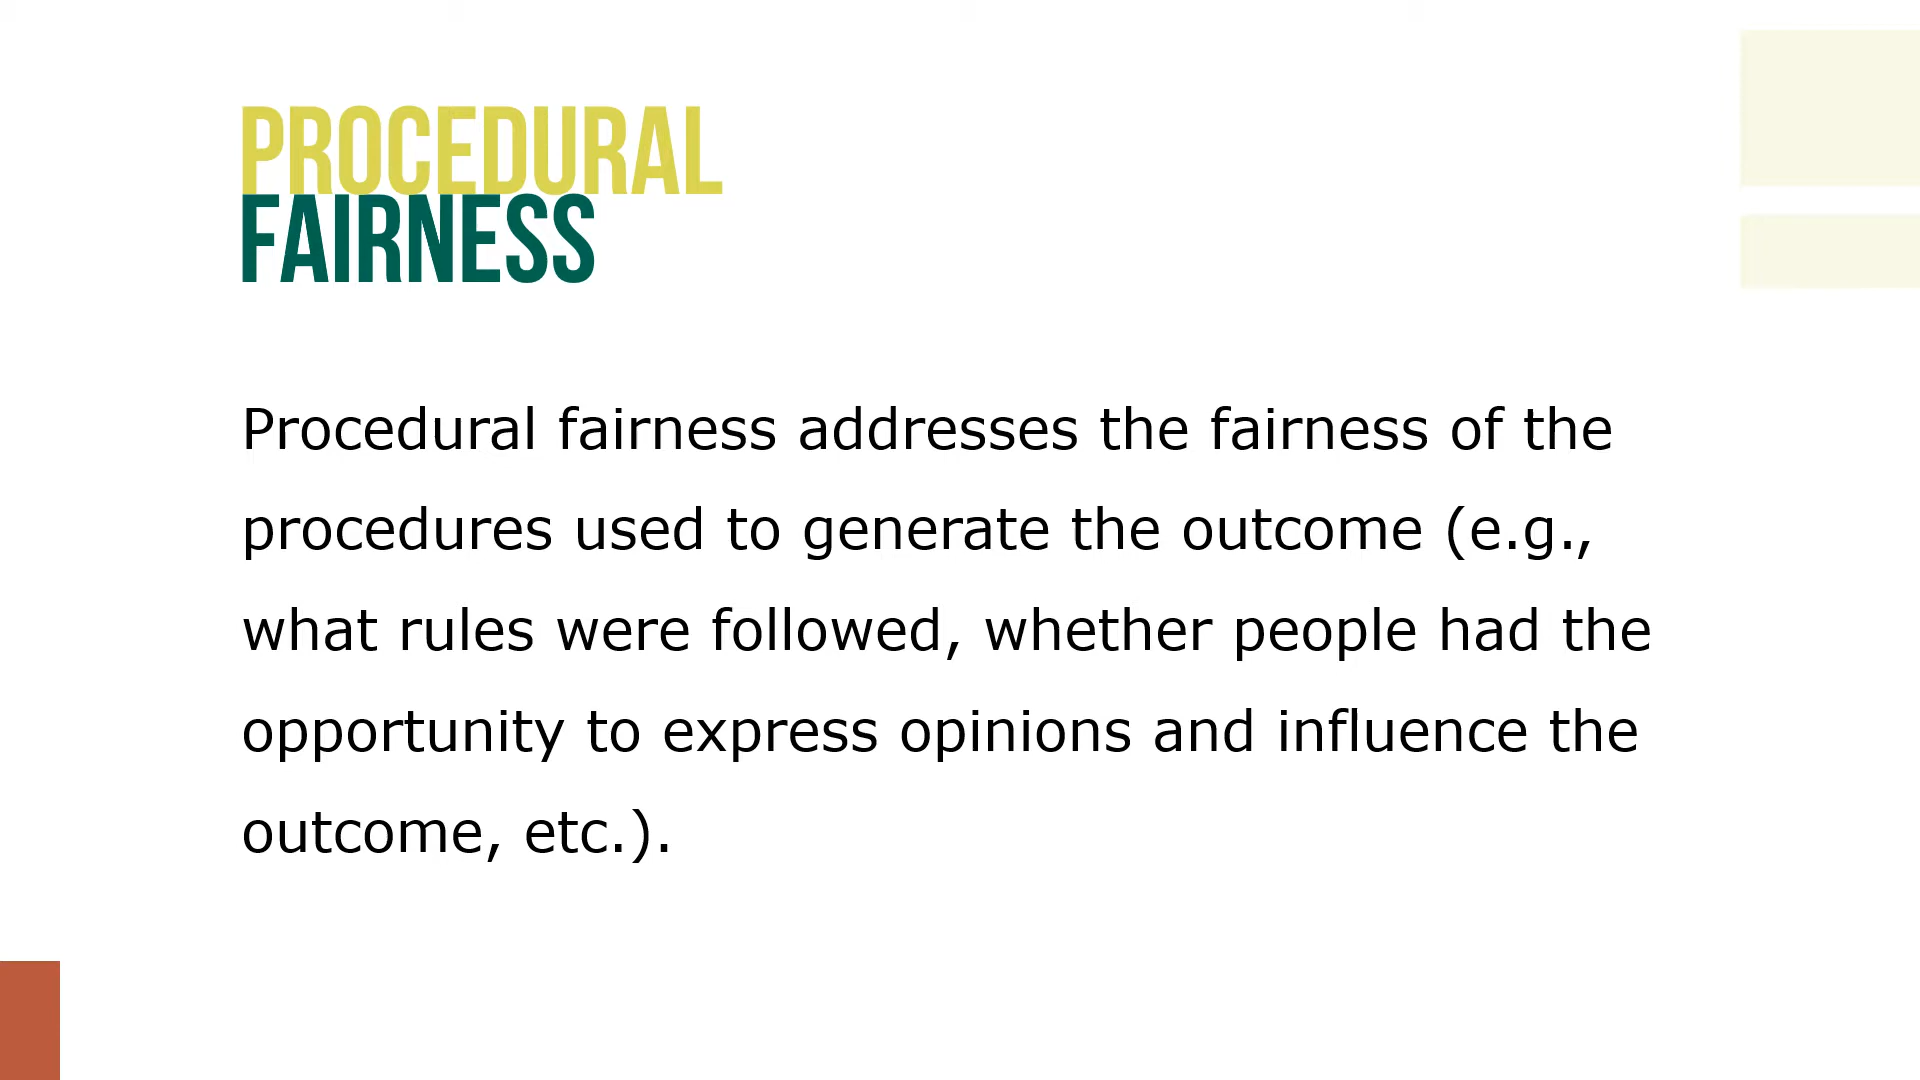 PROCEDURAL
FAIRNESS
Procedural fairness addresses the fairness of the
procedures used to generate the outcome (e.g.,
what rules were followed, whether people had the
opportunity to express opinions and influence the
outcome, etc.).